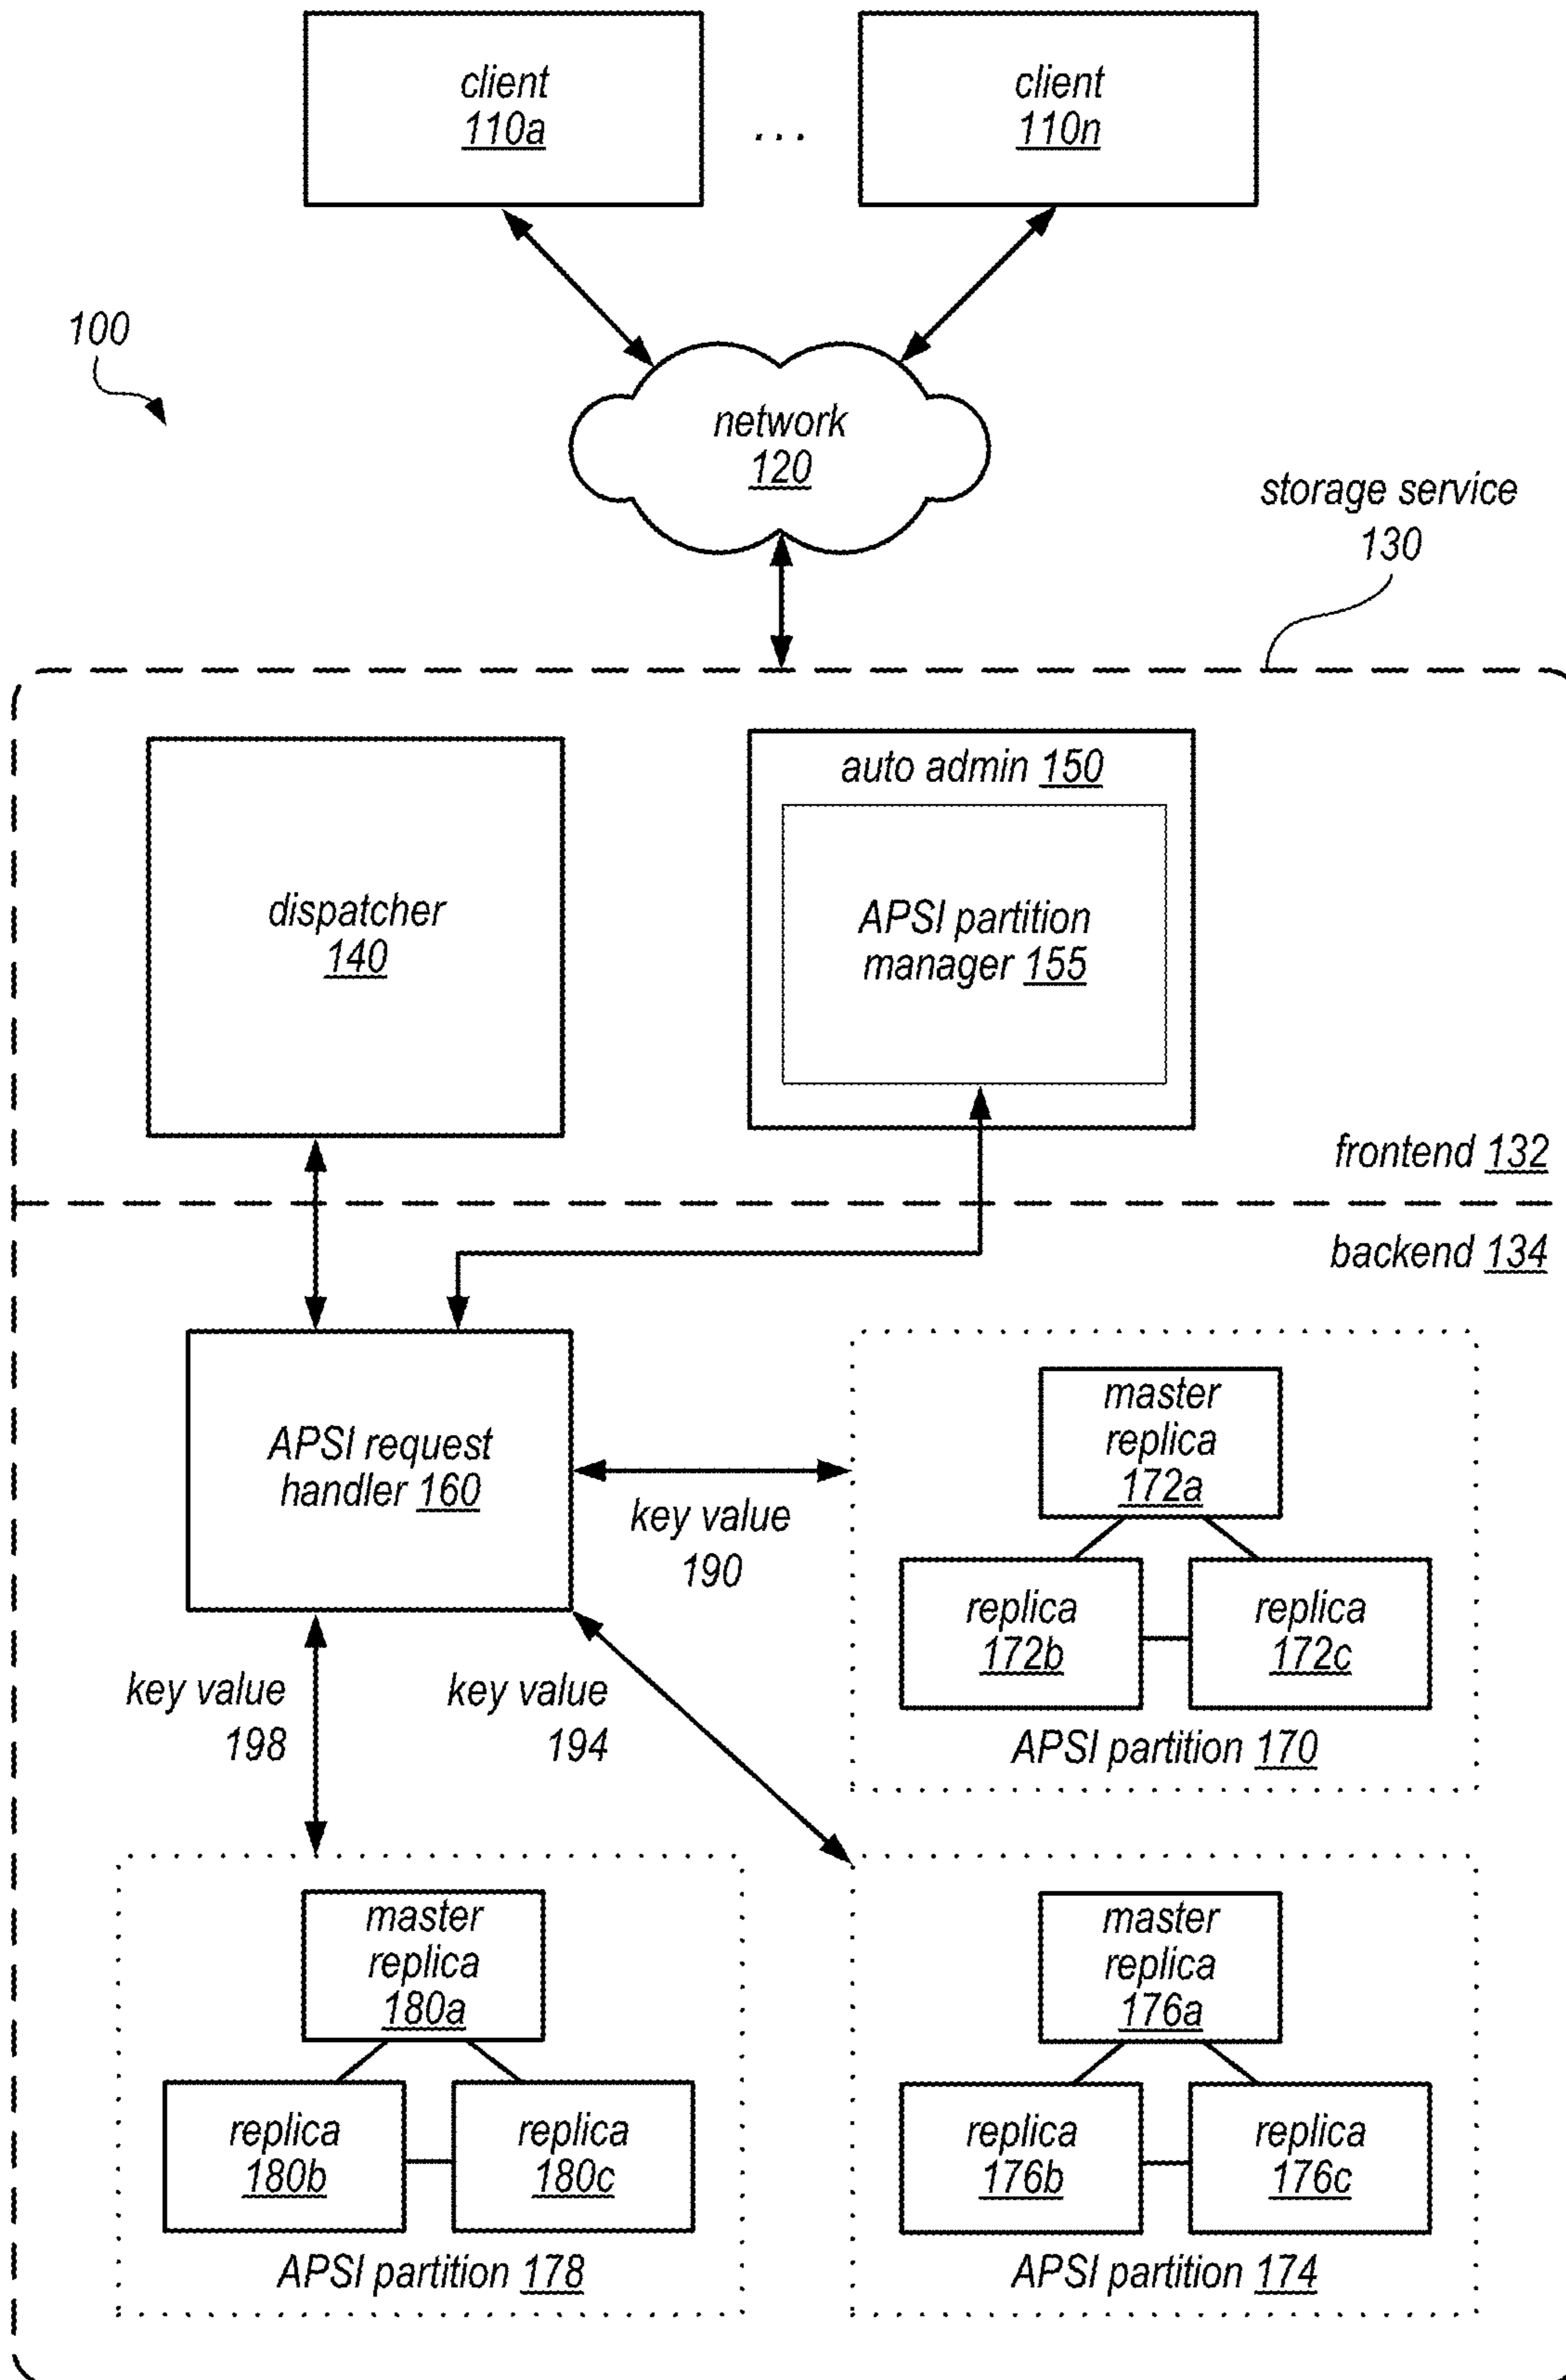 client
110a
...
client
110n
100
network
120
storage service
130
auto admin 150
dispatcher
140
APSI partition
manager 155
frontend 132
backend 134
APSI request
handler 160
key value
190
master
replica
172a
replica
172b
replica
172c
APSI partition 170
key value
198
key value
194
master
replica
180a
replica
180b
replica
180c
APSI partition 178
master
replica
176a
replica
176b
replica
176c
APSI partition 174